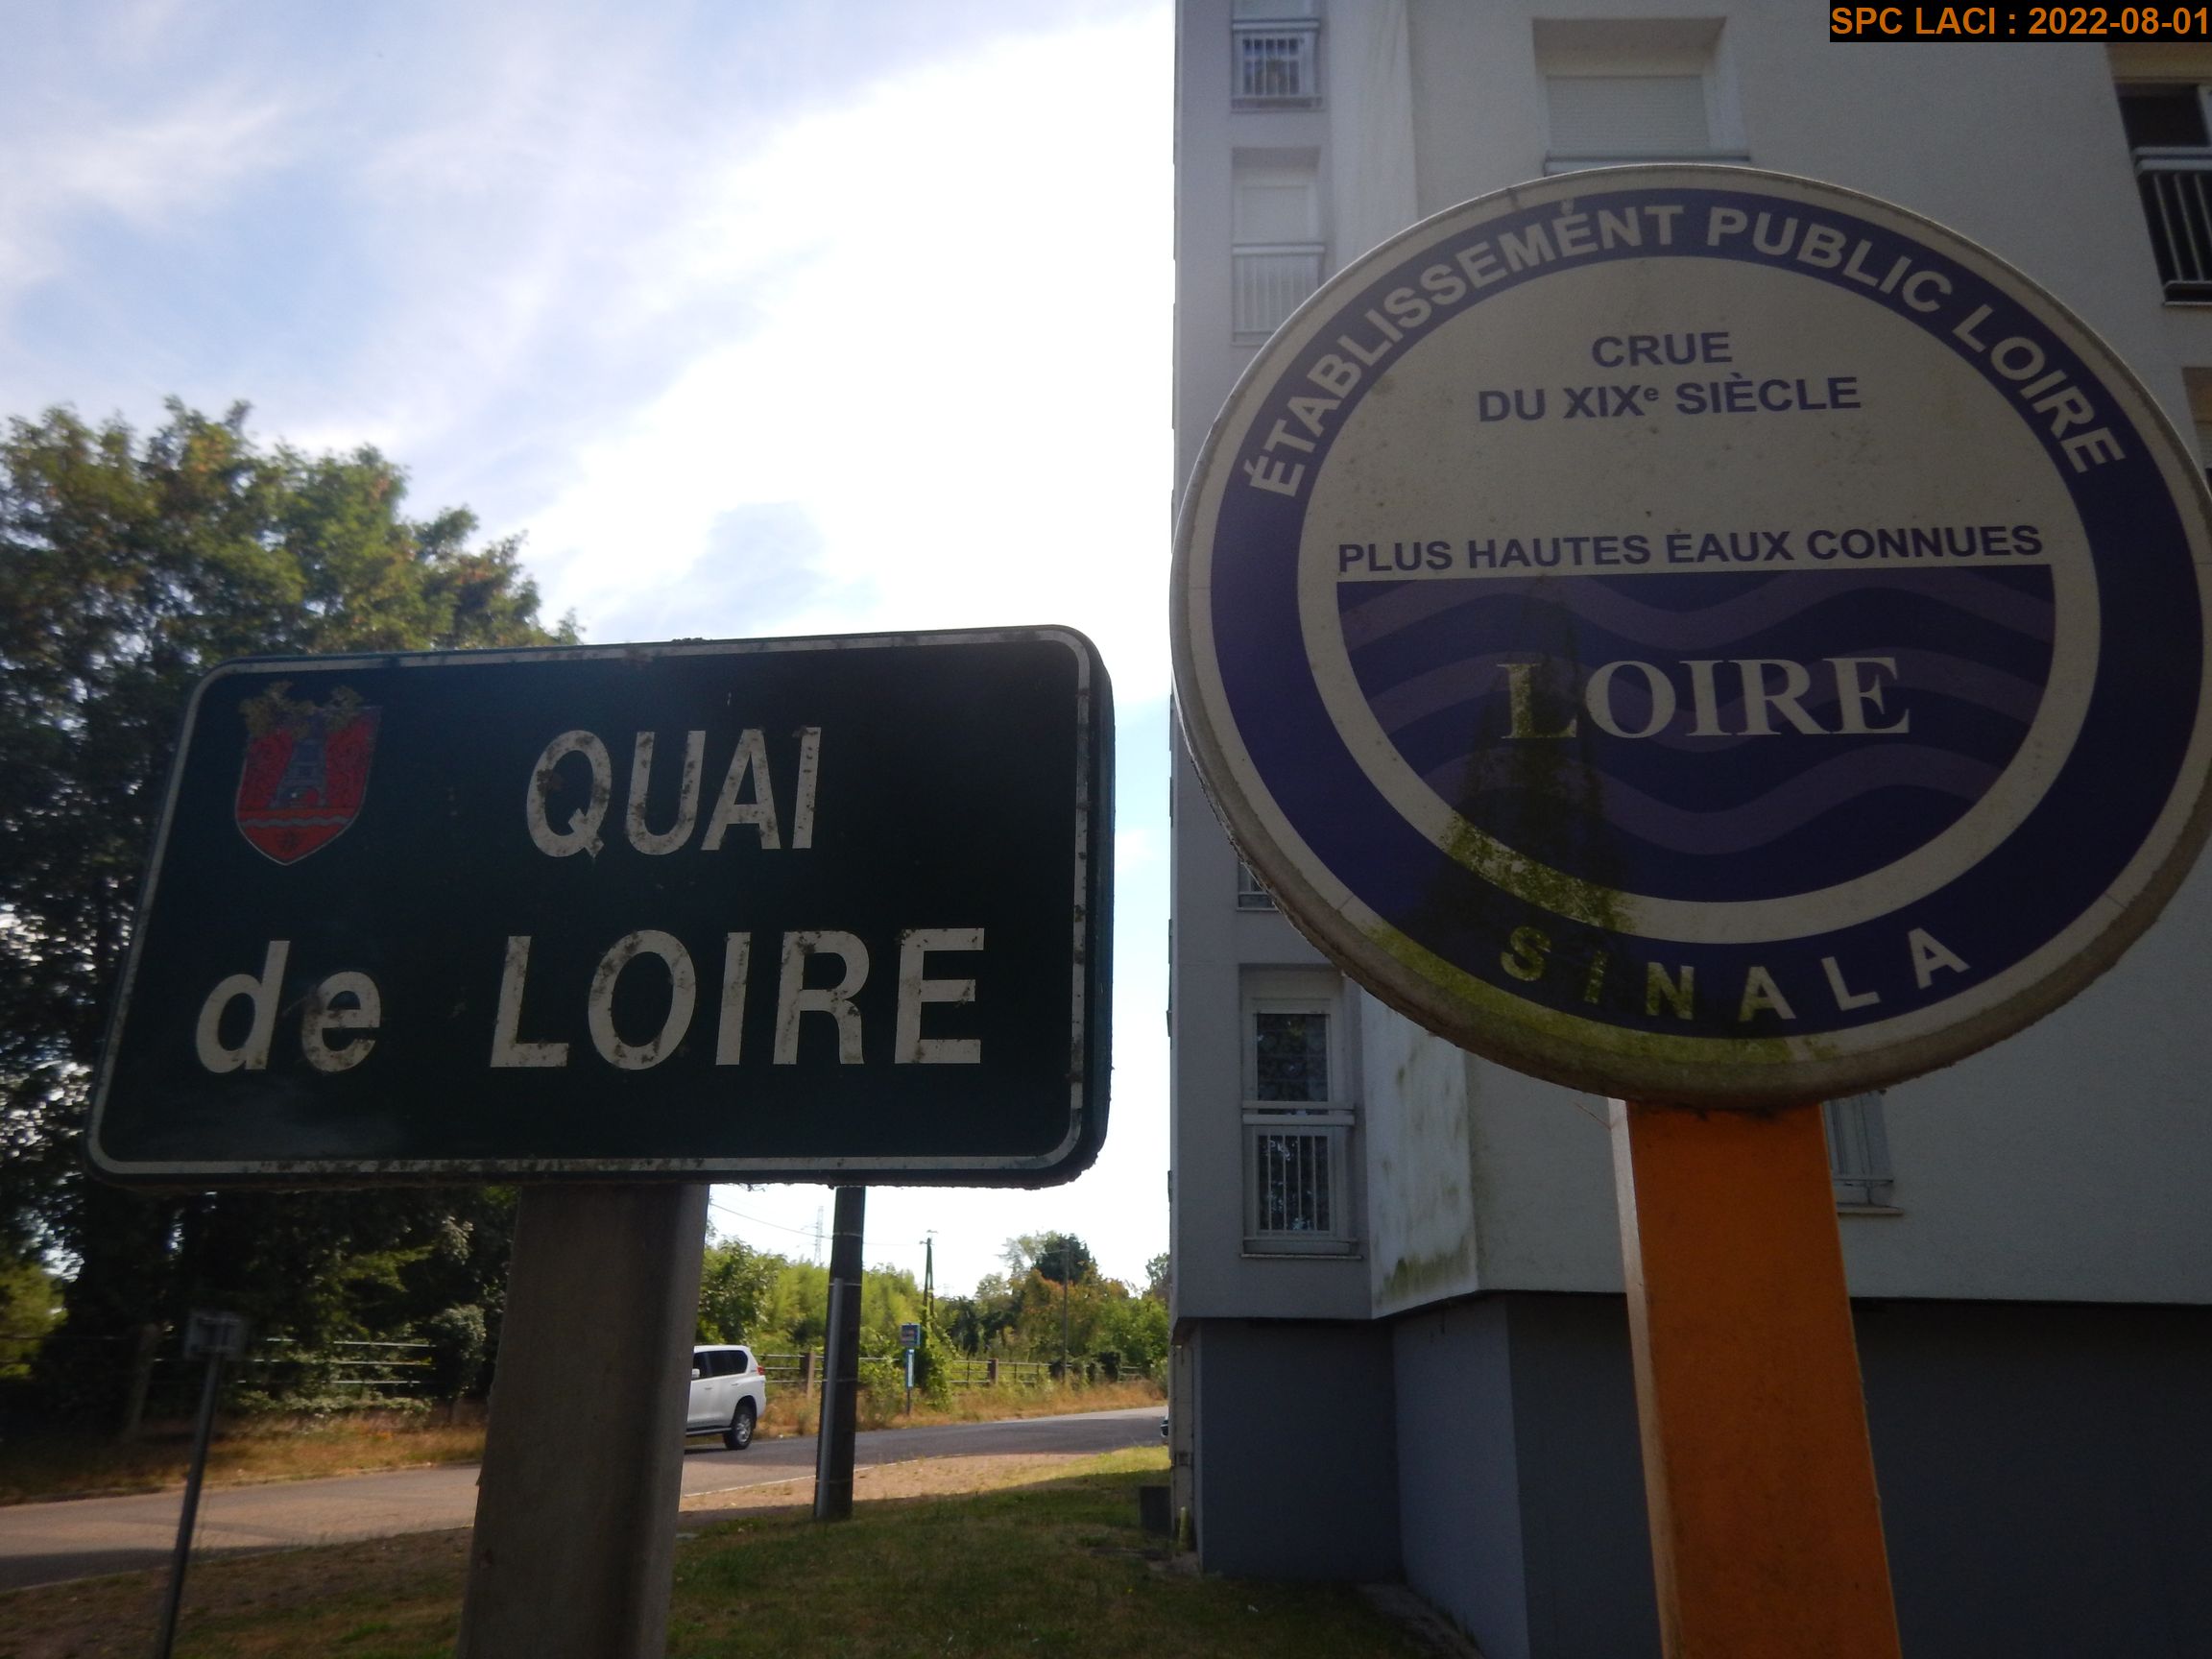 SPC LACI : 2022-08-01
QUAI
de LOIRE
ÉTABLISSEMÉNT PUBLIC LOIRE
CRUE
DU XIXe SIÈCLE
PLUS HAUTES EAUX CONNUES
LOIRE
SINALA